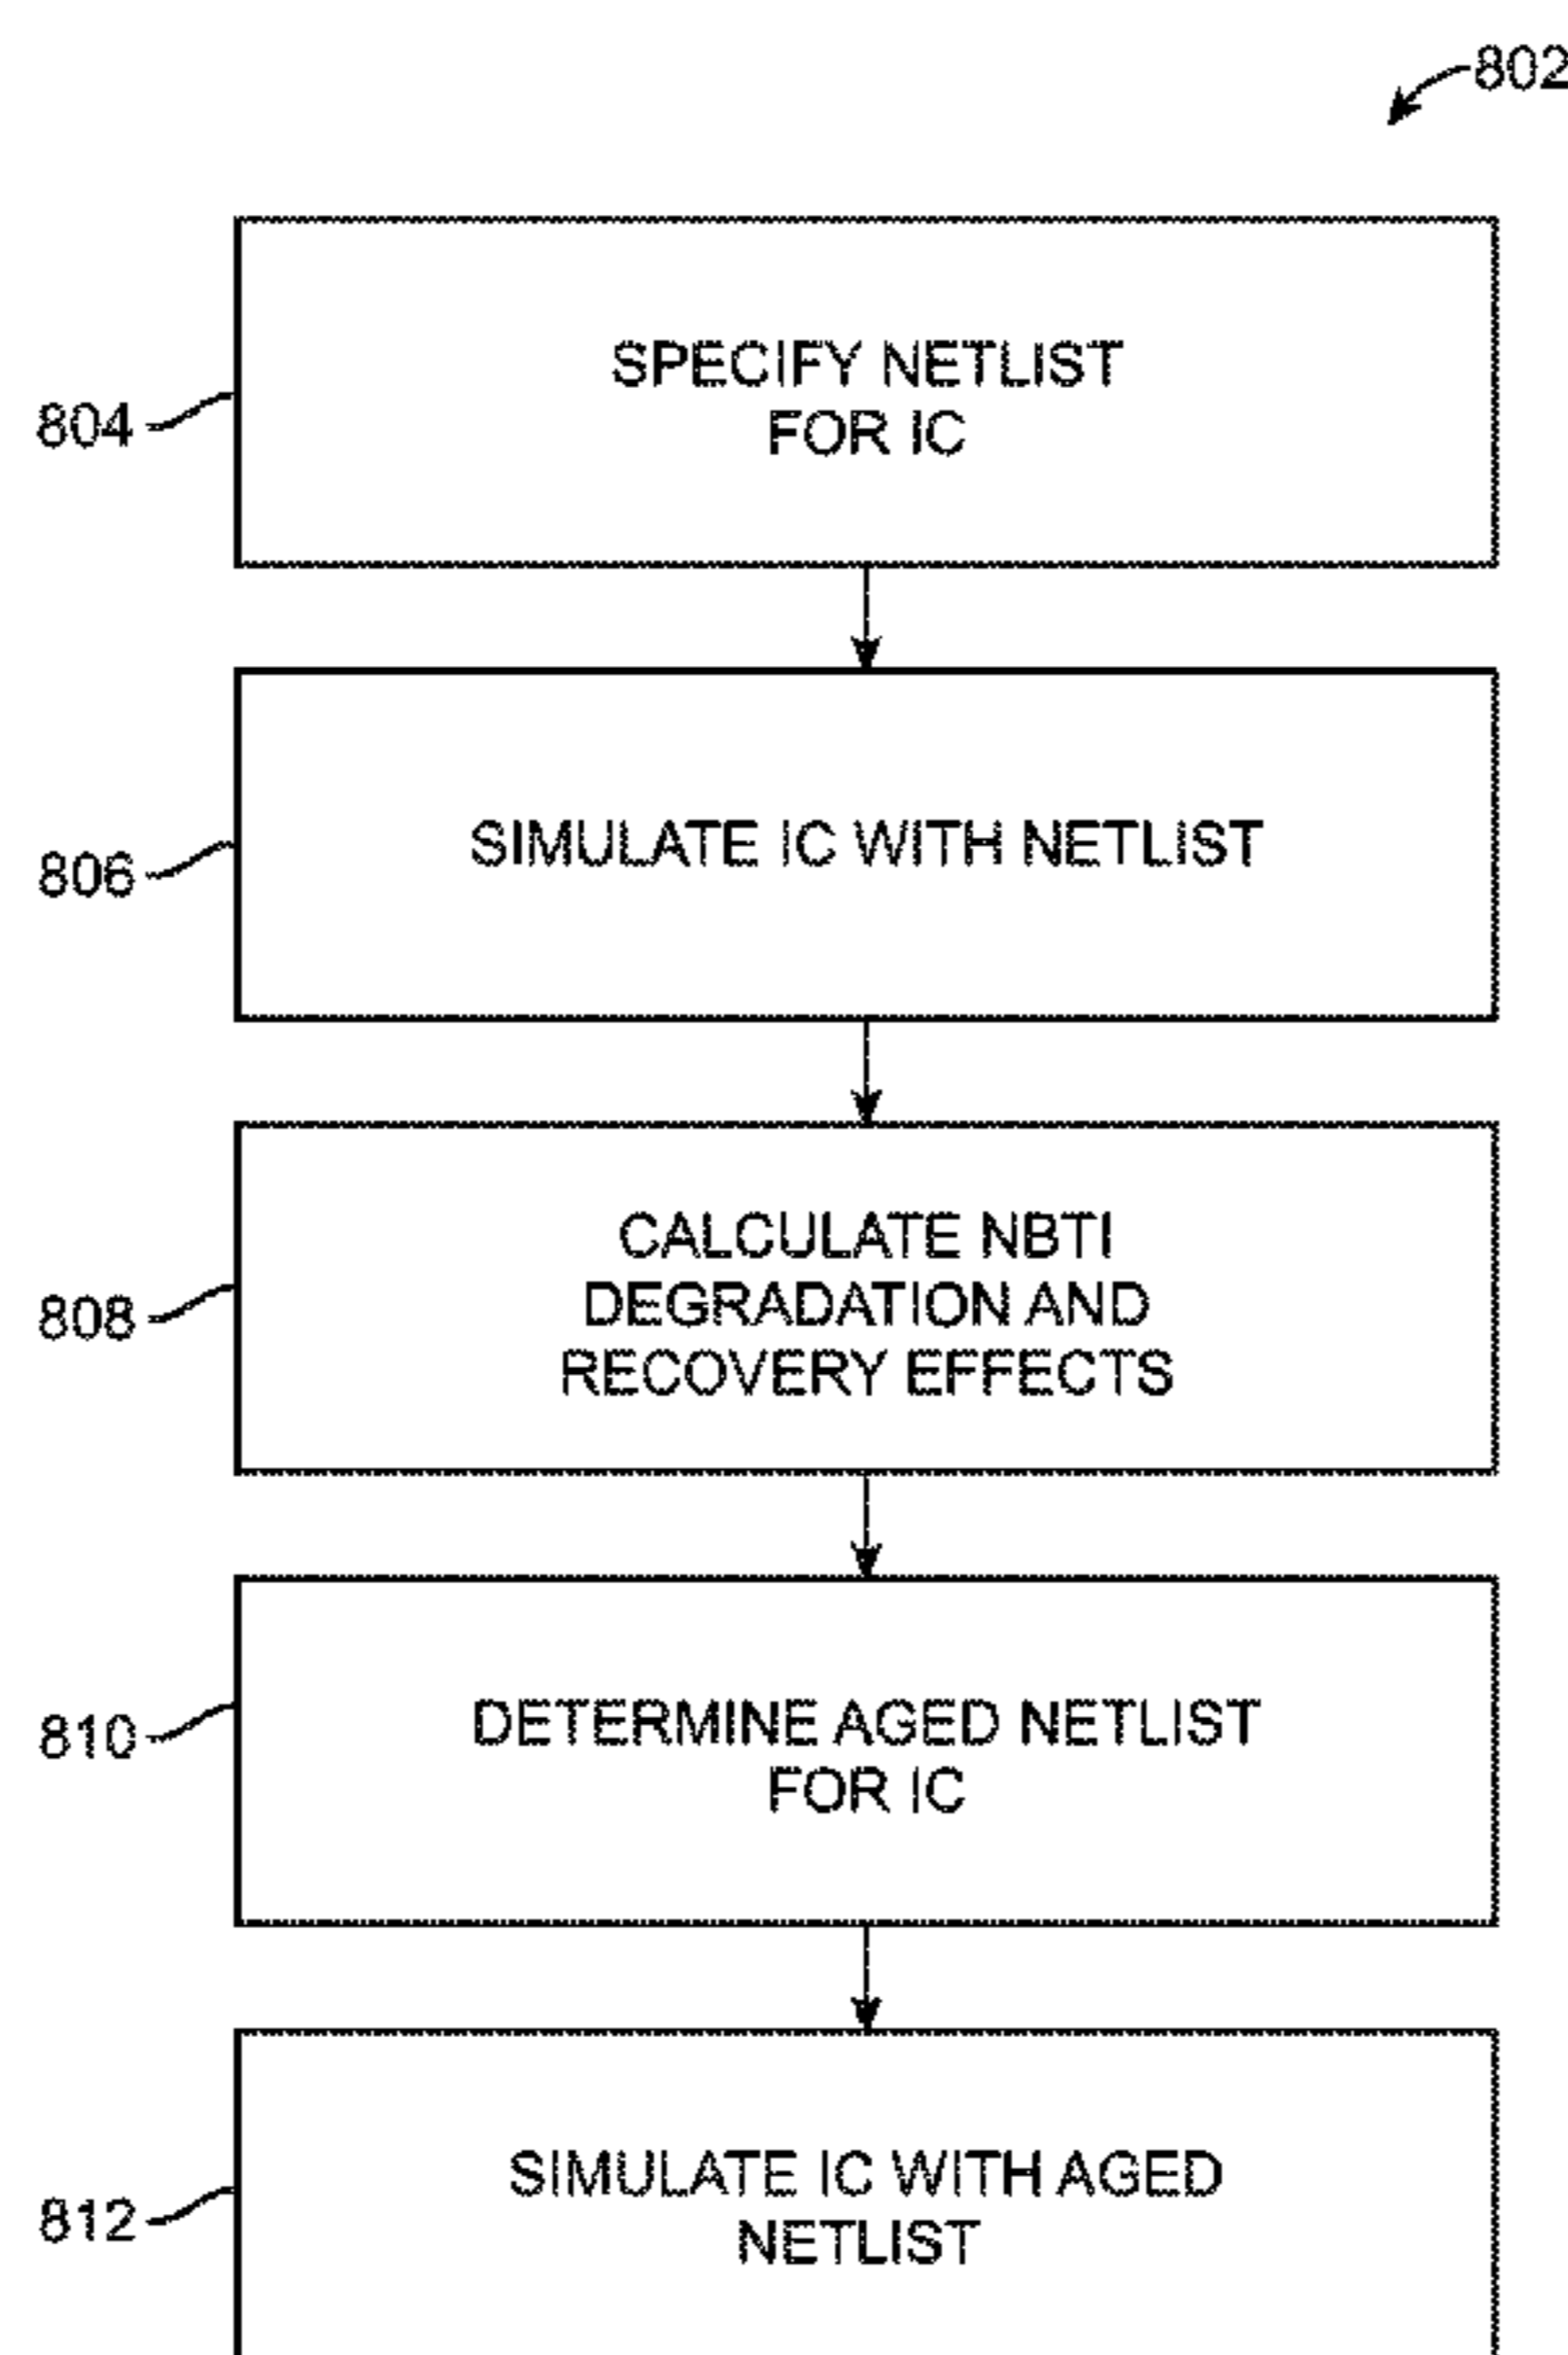 802
SPECIFY NETLIST
FOR IC
804
SIMULATE IC WITH NETLIST
806
CALCULATE NBTI
DEGRADATION AND
RECOVERY EFFECTS
808
DETERMINE AGED NETLIST
FOR IC
810
SIMULATE IC WITH AGED
NETLIST
812